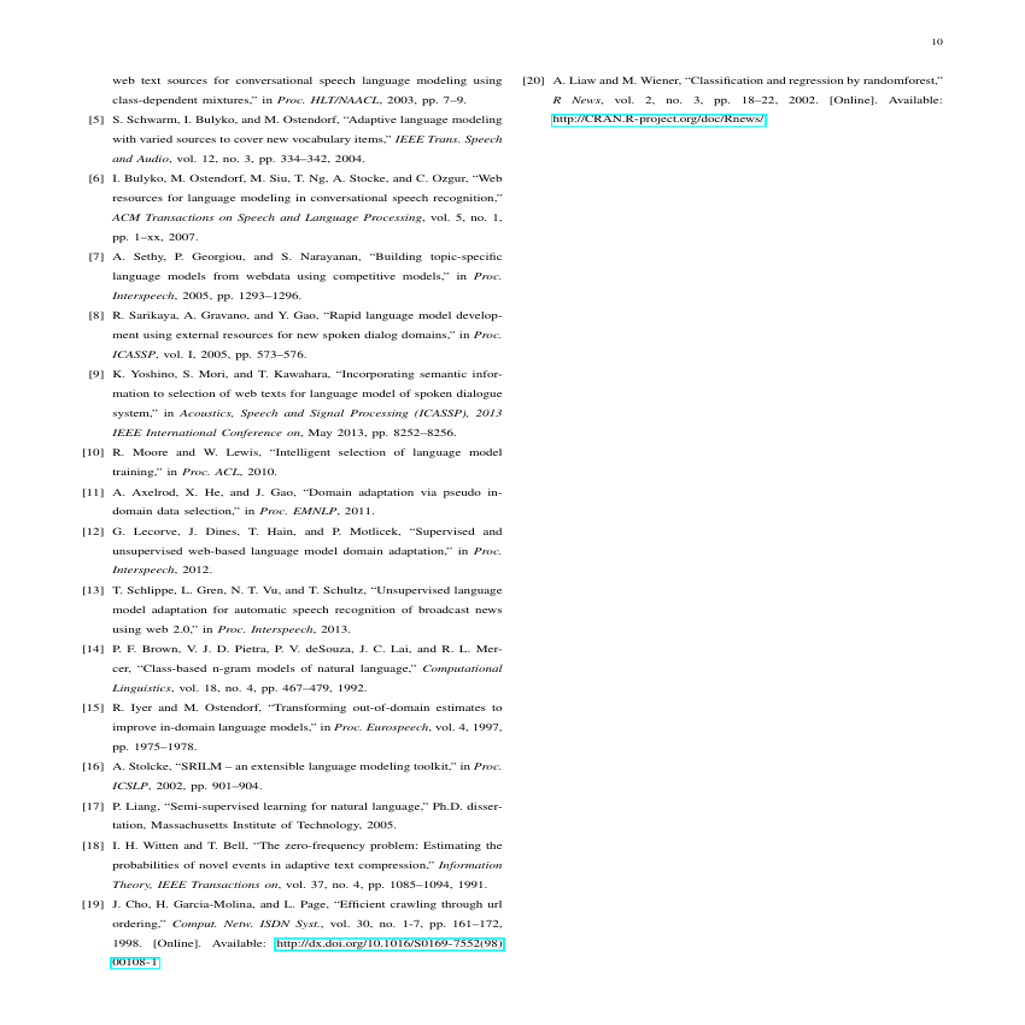 10
web text sources for conversational speech language modeling using
class-dependent mixtures,” in Proc. HLT/NAACL, 2003, pp. 7–9.
[5] S. Schwarm, I. Bulyko, and M. Ostendorf, “Adaptive language modeling
with varied sources to cover new vocabulary items,” IEEE Trans. Speech
and Audio, vol. 12, no. 3, pp. 334–342, 2004.
[6] I. Bulyko, M. Ostendorf, M. Siu, T. Ng, A. Stocke, and C. Ozgur, “Web
resources for language modeling in conversational speech recognition,”
ACM Transactions on Speech and Language Processing, vol. 5, no. 1,
pp. 1–xx, 2007.
[7] A. Sethy, P. Georgiou, and S. Narayanan, “Building topic-specific
language models from webdata using competitive models,” in Proc.
Interspeech, 2005, pp. 1293–1296.
[8] R. Sarikaya, A. Gravano, and Y. Gao, “Rapid language model develop-
ment using external resources for new spoken dialog domains,” in Proc.
ICASSP, vol. I, 2005, pp. 573–576.
[9] K. Yoshino, S. Mori, and T. Kawahara, “Incorporating semantic infor-
mation to selection of web texts for language model of spoken dialogue
system,” in Acoustics, Speech and Signal Processing (ICASSP), 2013
IEEE International Conference on, May 2013, pp. 8252–8256.
[10] R. Moore and W. Lewis, “Intelligent selection of language model
training,” in Proc. ACL, 2010.
[11] A. Axelrod, X. He, and J. Gao, “Domain adaptation via pseudo in-
domain data selection,” in Proc. EMNLP, 2011.
[12] G. Lecorve, J. Dines, T. Hain, and P. Motlicek, “Supervised and
unsupervised web-based language model domain adaptation,” in Proc.
Interspeech, 2012.
[13] T. Schlippe, L. Gren, N. T. Vu, and T. Schultz, “Unsupervised language
model adaptation for automatic speech recognition of broadcast news
using web 2.0,” in Proc. Interspeech, 2013.
[14] P. F. Brown, V. J. D. Pietra, P. V. deSouza, J. C. Lai, and R. L. Mer-
cer, “Class-based n-gram models of natural language,” Computational
Linguistics, vol. 18, no. 4, pp. 467–479, 1992.
[15] R. Iyer and M. Ostendorf, “Transforming out-of-domain estimates to
improve in-domain language models,” in Proc. Eurospeech, vol. 4, 1997,
pp. 1975–1978.
[16] A. Stolcke, “SRILM – an extensible language modeling toolkit,” in Proc.
ICSLP, 2002, pp. 901–904.
[17] P. Liang, “Semi-supervised learning for natural language,” Ph.D. disser-
tation, Massachusetts Institute of Technology, 2005.
[18] I. H. Witten and T. Bell, “The zero-frequency problem: Estimating the
probabilities of novel events in adaptive text compression,” Information
Theory, IEEE Transactions on, vol. 37, no. 4, pp. 1085–1094, 1991.
[19] J. Cho, H. Garcia-Molina, and L. Page, “Efficient crawling through url
ordering,” Comput. Netw. ISDN Syst., vol. 30, no. 1-7, pp. 161–172,
1998. [Online]. Available: http://dx.doi.org/10.1016/S0169-7552(98)
00108-1
[20] A. Liaw and M. Wiener, “Classification and regression by randomforest,”
R News, vol. 2, no. 3, pp. 18–22, 2002. [Online]. Available:
http://CRAN.R-project.org/doc/Rnews/